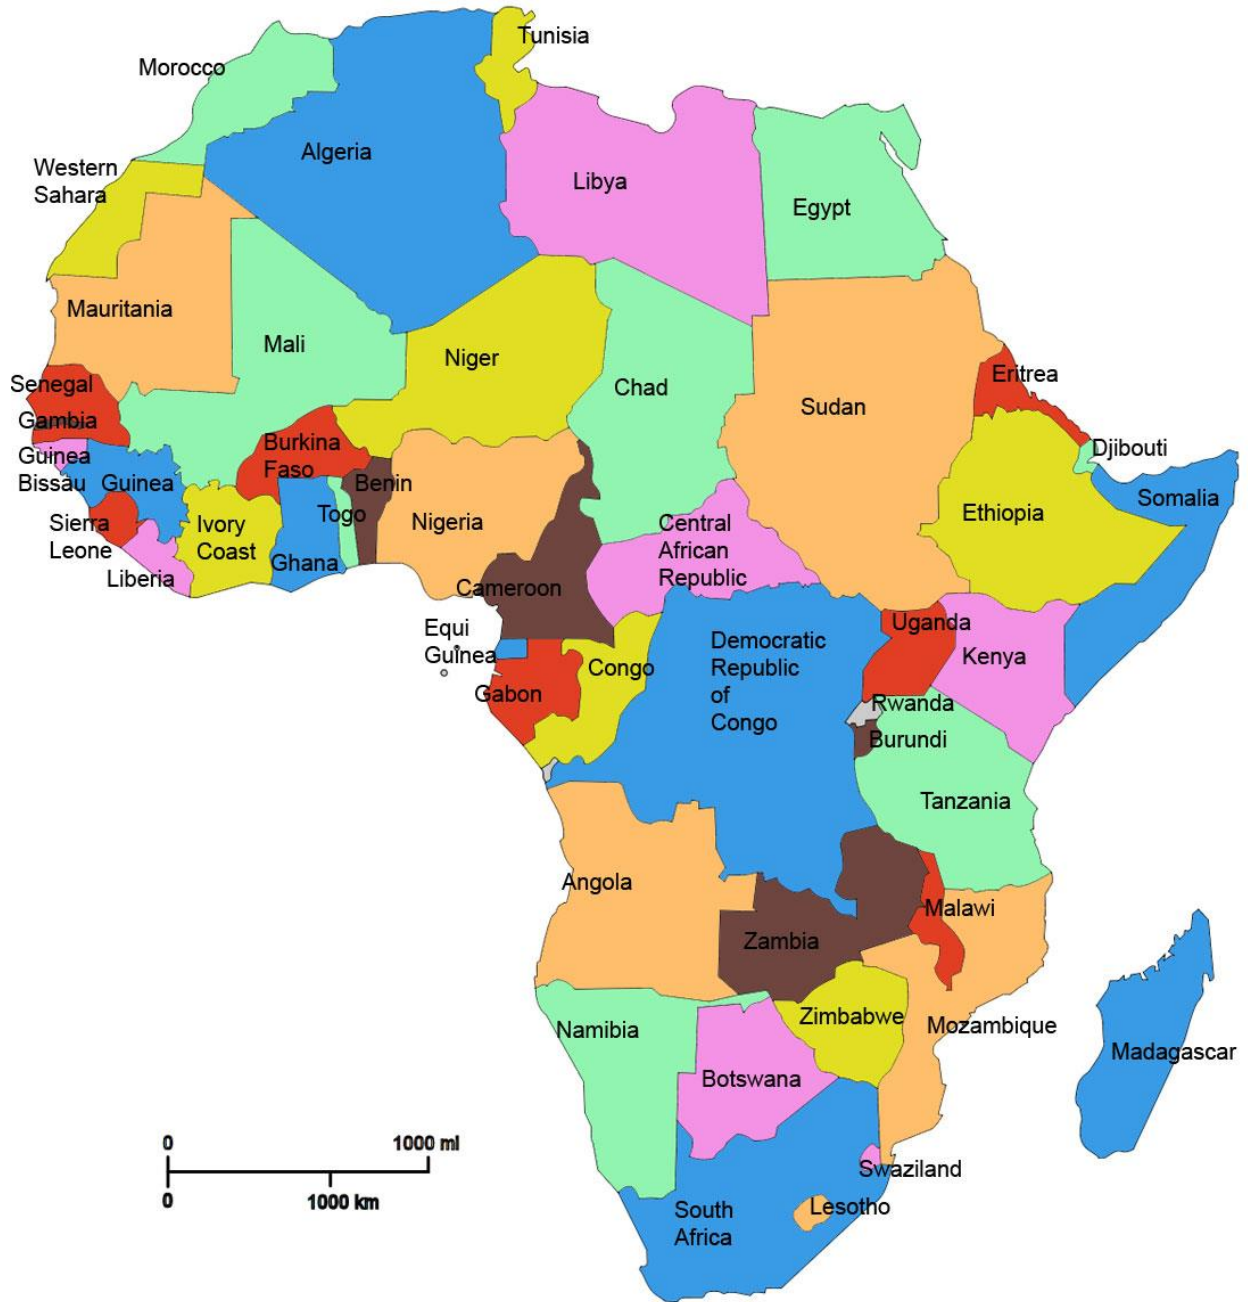 Tunisia
Morocco
Algeria
Western
Sahara
Libya
Egypt
Mauritania
Mali
Niger
Chad
Sudan
Eritrea
Senegal
Gambia
Guinea
Bissau
Guinea
Burkina
Faso
Benin
Togo
Nigeria
Djibouti
Somalia
Ethiopia
Sierra
Leone
Ivory
Coast
Ghana
Liberia
Central
African
Republic
Cameroon
Equi
Guinea
Gabon
Congo
Democratic
Republic
of
Congo
Uganda
Kenya
Rwanda
Burundi
Tanzania
Angola
Malawi
Zambia
Zimbabwe
Mozambique
Madagascar
Namibia
Botswana
Swaziland
Lesotho
South
Africa
0 1000 mi
0 1000 km